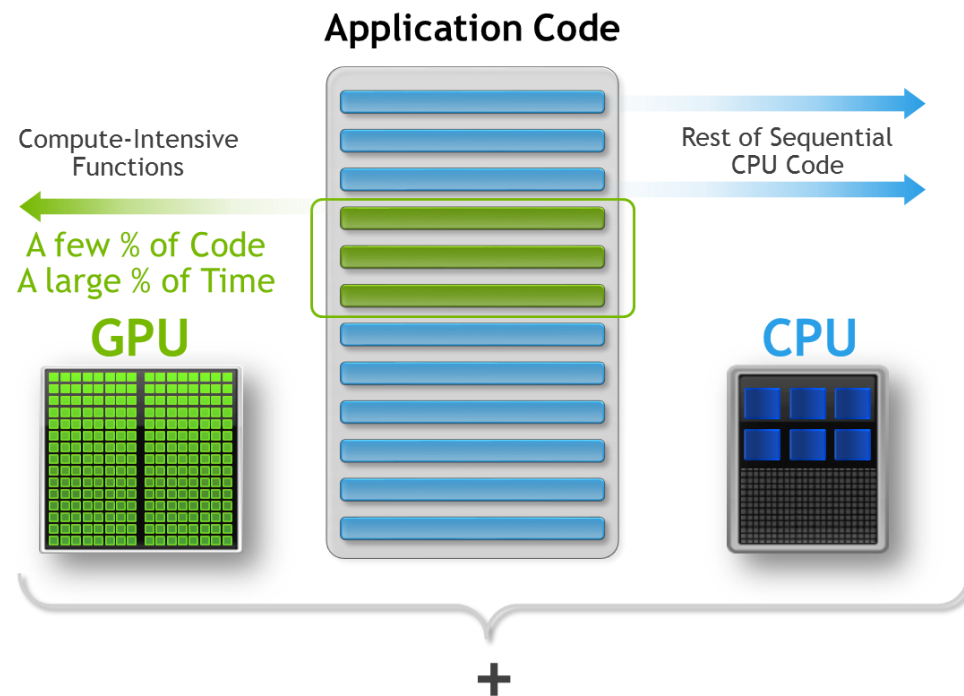 Application Code
Compute-Intensive
Functions
Rest of Sequential
CPU Code
A few % of Code
A large % of Time
GPU
CPU
+